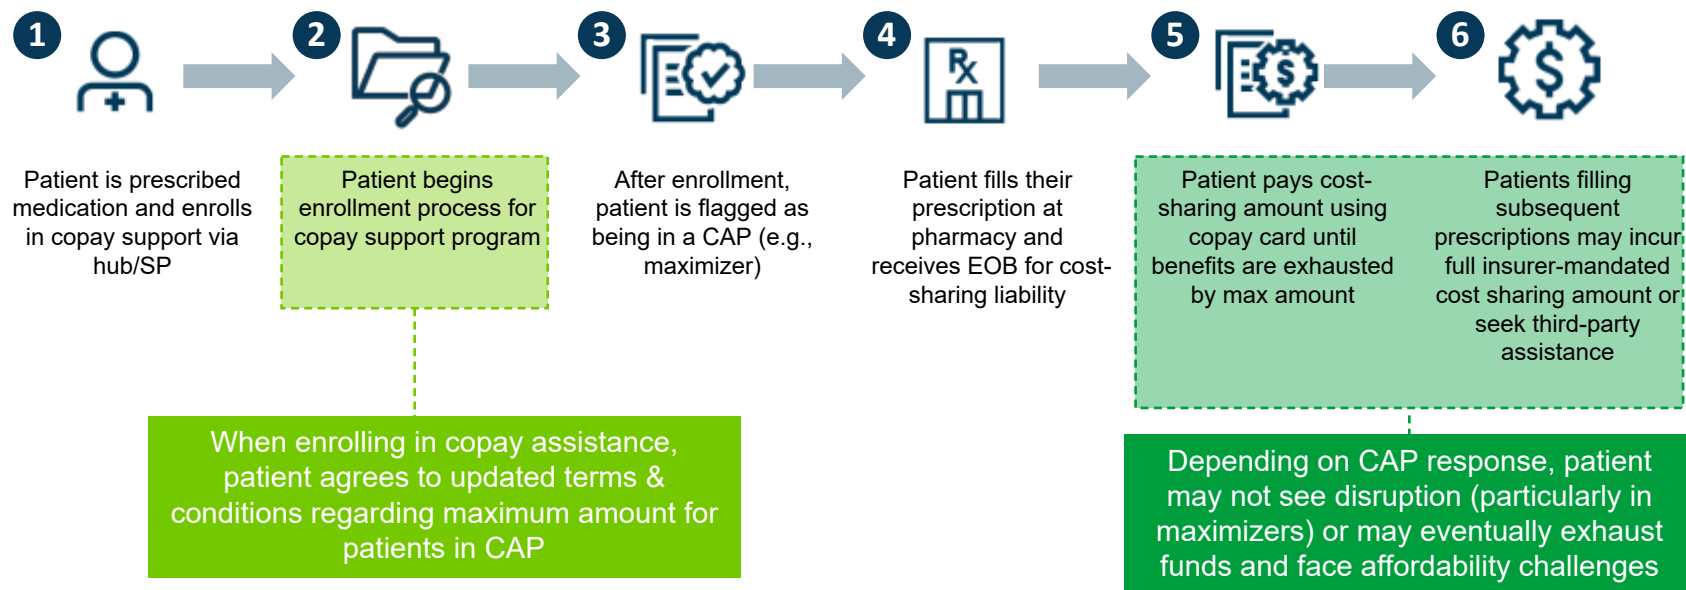 1
Patient is prescribed
medication and enrolls
in copay support via
hub/SP
2
Patient begins
enrollment process for
copay support program
3
After enrollment,
patient is flagged as
being in a CAP (e.g.,
maximizer)
4
Rx
Patient fills their
prescription at
pharmacy and
receives EOB for cost-
sharing liability
5
$
Patient pays cost-
sharing amount using
copay card until
benefits are exhausted
by max amount
6
$
Patients filling
subsequent
prescriptions may incur
full insurer-mandated
cost sharing amount or
seek third-party
assistance
When enrolling in copay assistance,
patient agrees to updated terms &
conditions regarding maximum amount for
patients in CAP
Depending on CAP response, patient
may not see disruption (particularly in
maximizers) or may eventually exhaust
funds and face affordability challenges